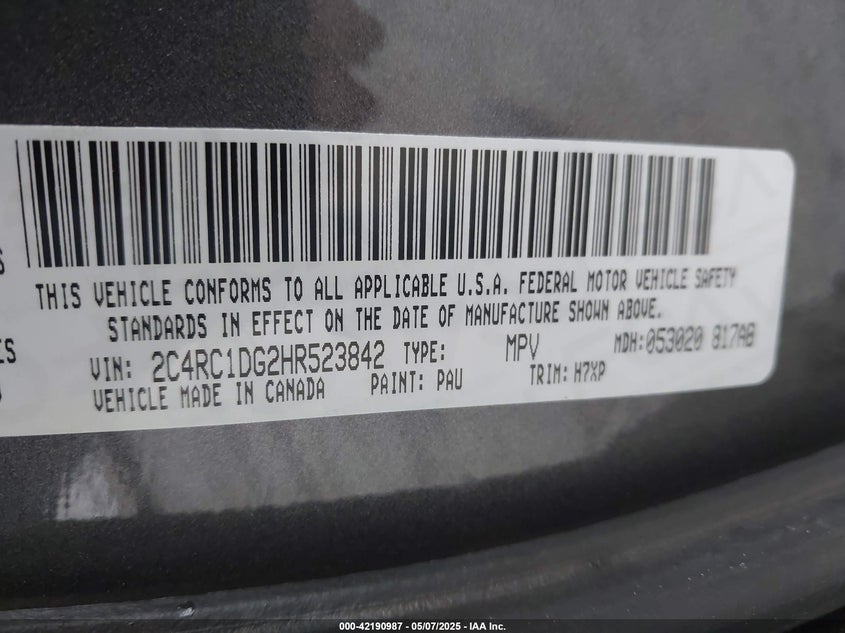 THIS VEHICLE CONFORMS TO ALL APPLICABLE U.S.A. FEDERAL MOTOR VEHICLE SAFETY
STANDARDS IN EFFECT ON THE DATE OF MANUFACTURE SHOWN ABOVE.
VIN: 2C4RC1DG2HR523842 TYPE: MPV MDH:053020 817AB
VEHICLE MADE IN CANADA PAINT: PAU TRIM: H7XP
000-42190987 - 05/07/2025 - IAA Inc.